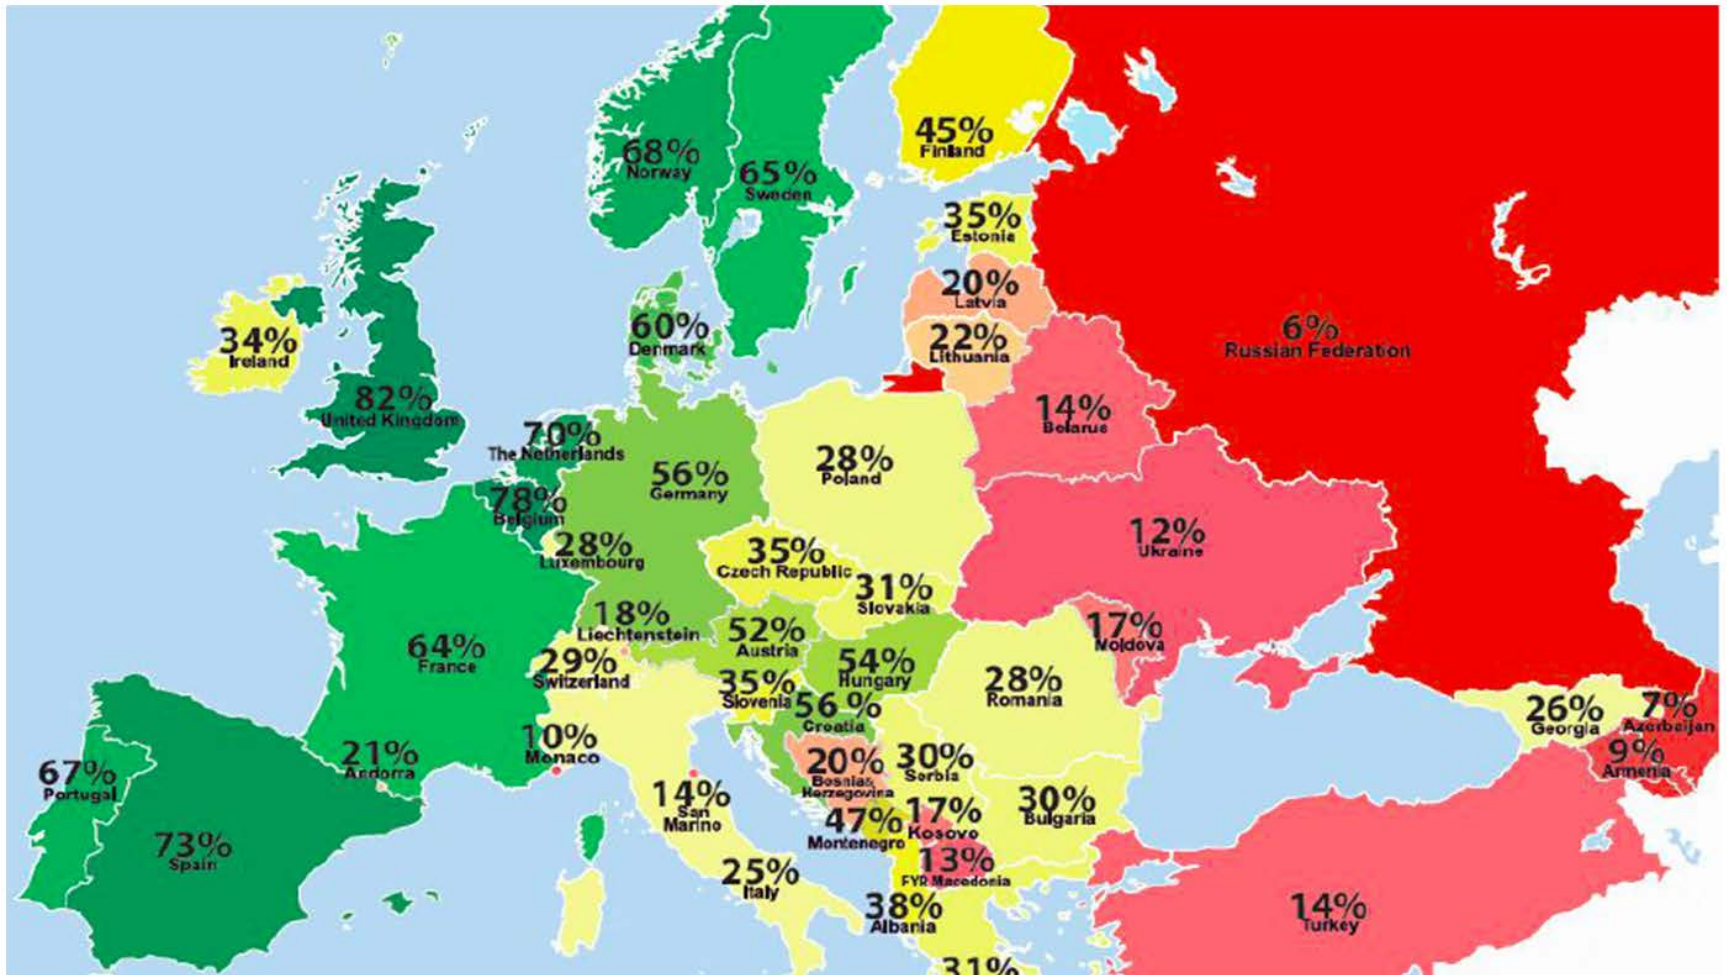 45%
Finland
68%
Norway
65%
Sweden
35%
Estonia
20%
Latvia
60%
Denmark
34%
Ireland
22%
Lithuania
6%
Russian Federation
82%
United Kingdom
14%
Belarus
70%
The Netherlands
28%
Poland
56%
Germany
78%
Belgium
12%
Ukraine
28%
Luxembourg
35%
Czech Republic
31%
Slovakia
18%
Liechtenstein
52%
Austria
17%
Moldova
64%
France
29%
Switzerland
54%
Hungary
35%
Slovenia
28%
Romania
56 %
Croatia
26%
Georgia
7%
Azerbaijan
10%
Monaco
21%
Andorra
20%
Bosnia&
Herzegovina
30%
Serbia
9%
Armenia
67%
Portugal
14%
San
Marino
47%
Montenegro
17%
Kosovo
30%
Bulgaria
73%
Spain
13%
FYR Macedonia
25%
Italy
38%
Albania
14%
Turkey
31%